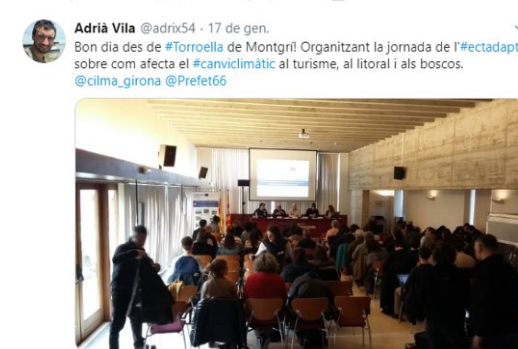 Adrià Vila @adrix54 · 17 de gen.
Bon dia des de #Torroella de Montgrí! Organitzant la jornada de l'#ectadapt
sobre com afecta el #canviclimàtic al turisme, al litoral i als boscos.
@cilma_girona @Prefet66